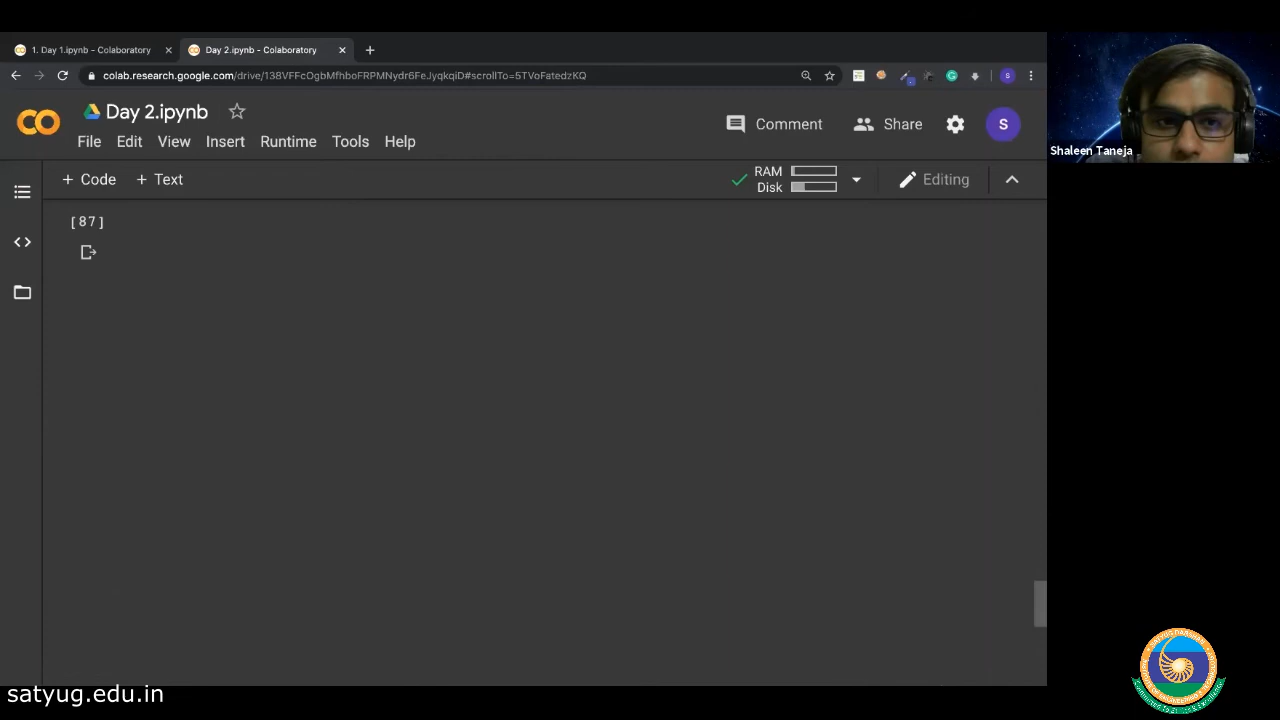 1. Day 1.ipynb - Colaboratory
Day 2.ipynb - Colaboratory
colab.research.google.com/drive/138VFFcOgbMfhboFRPMNydr6FeJyqkqiD#scrollTo=5TVoFatedzKQ
CO
Day 2.ipynb
Comment
Share
S
File Edit View Insert Runtime Tools Help
+ Code + Text
RAM
Disk
Editing
[87]
Shaleen Taneja
satyug.edu.in